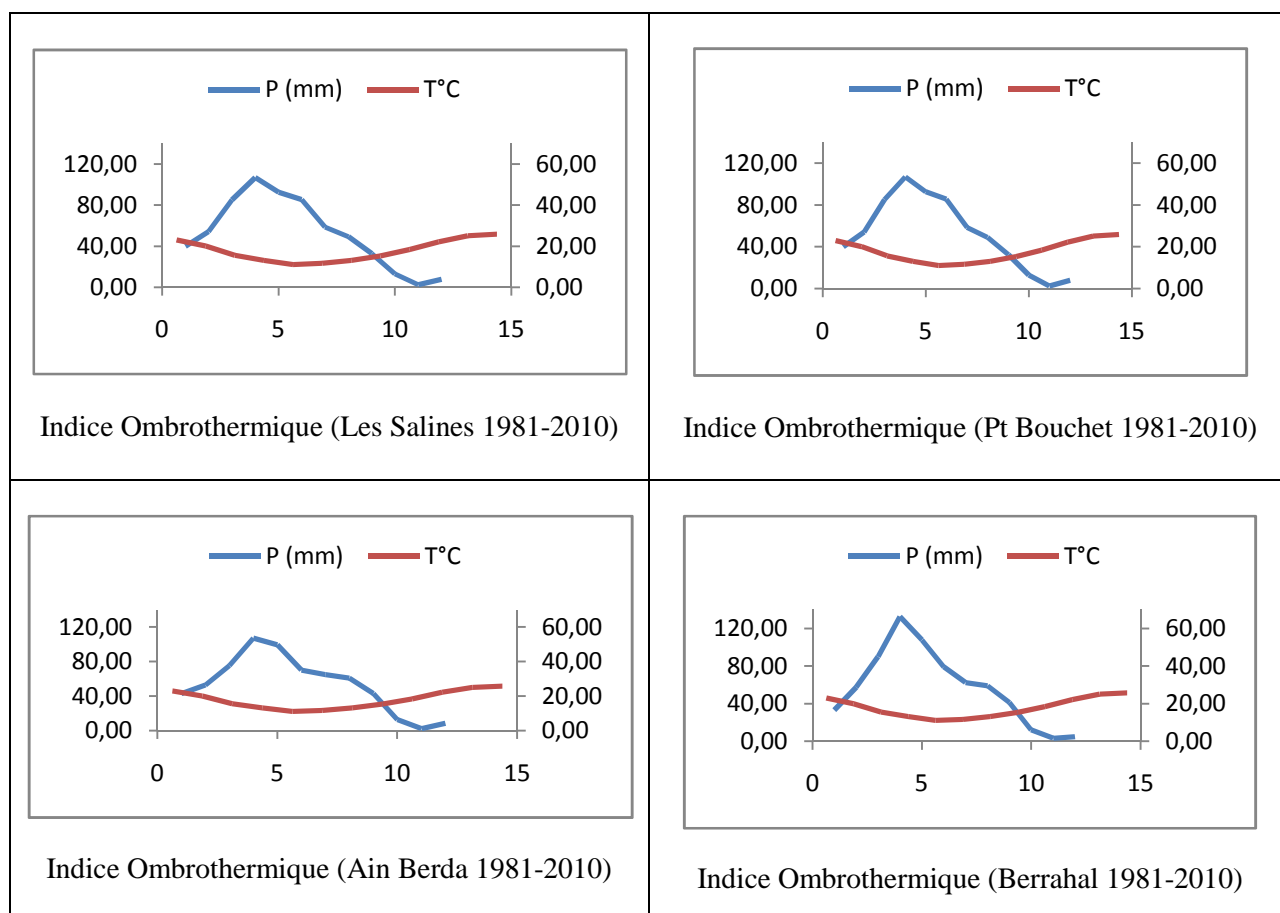 P (mm) T°C
120,00 60,00
80,00 40,00
40,00 20,00
0,00 0,00
0 5 10 15
Indice Ombrothermique (Les Salines 1981-2010)
P (mm) T°C
120,00 60,00
80,00 40,00
40,00 20,00
0,00 0,00
0 5 10 15
Indice Ombrothermique (Pt Bouchet 1981-2010)
P (mm) T°C
120,00 60,00
80,00 40,00
40,00 20,00
0,00 0,00
0 5 10 15
Indice Ombrothermique (Ain Berda 1981-2010)
P (mm) T°C
120,00 60,00
80,00 40,00
40,00 20,00
0,00 0,00
0 5 10 15
Indice Ombrothermique (Berrahal 1981-2010)